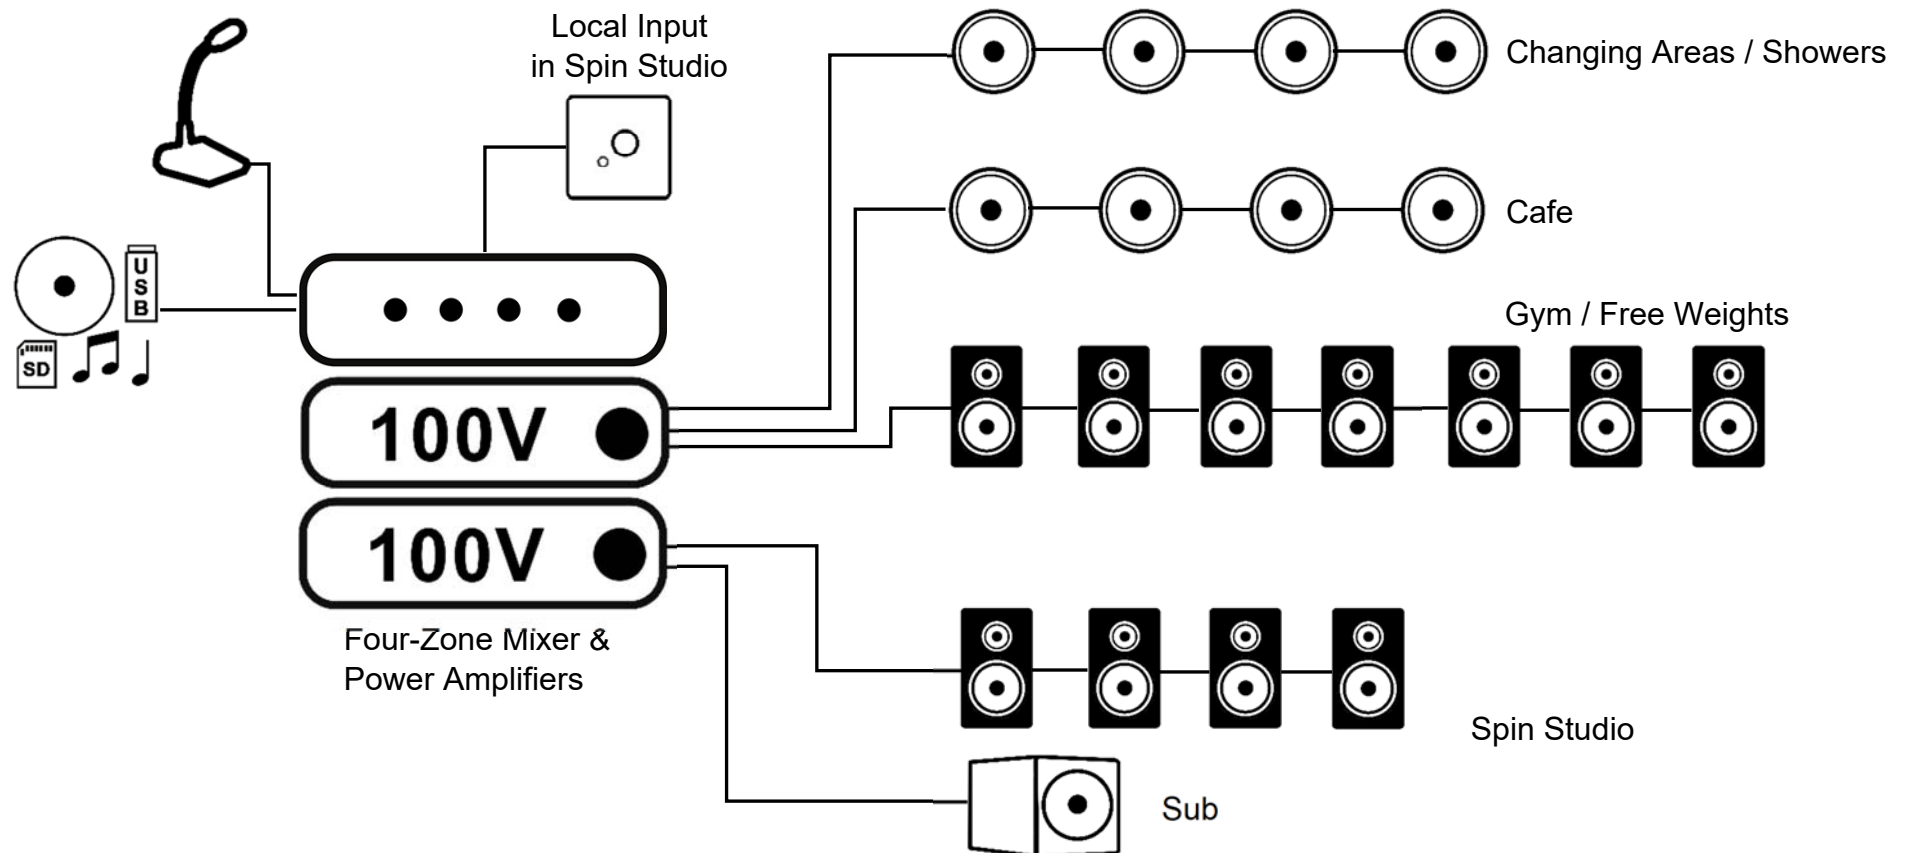 Local Input
in Spin Studio
Changing Areas / Showers
Cafe
USB
SD
Gym / Free Weights
100V
100V
Four-Zone Mixer &
Power Amplifiers
Spin Studio
Sub